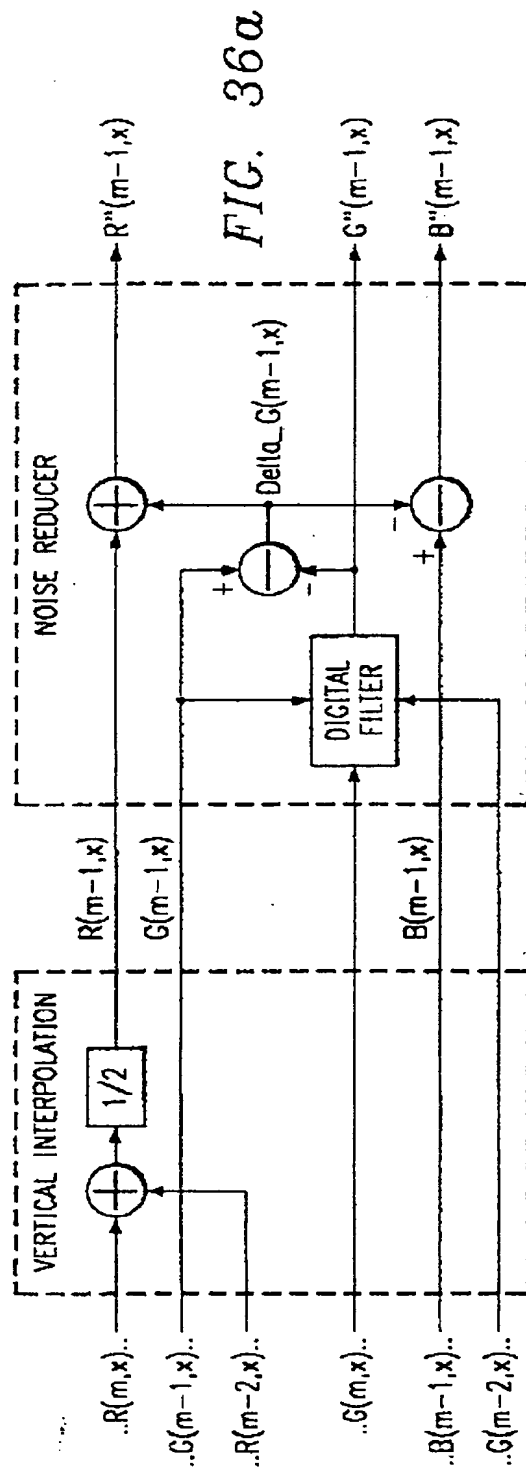 FIG. 36a
VERTICAL INTERPOLATION
NOISE REDUCER
..R(m,x)..
..G(m-1,x)..
..R(m-2,x)..
..G(m,x)..
..B(m-1,x)..
..G(m-2,x)..
1/2
R(m-1,x)
G(m-1,x)
B(m-1,x)
DIGITAL
FILTER
+
-
Delta_G(m-1,x)
-
+
R"(m-1,x)
G"(m-1,x)
B"(m-1,x)